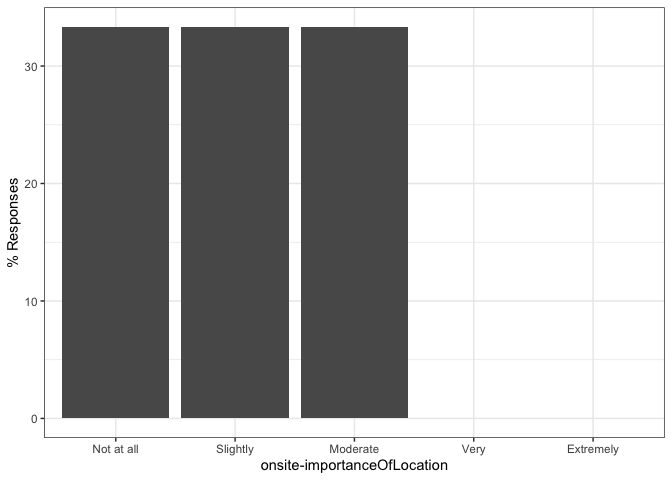 % Responses
30
20
10
0
Not at all Slightly Moderate Very Extremely
onsite-importanceOfLocation